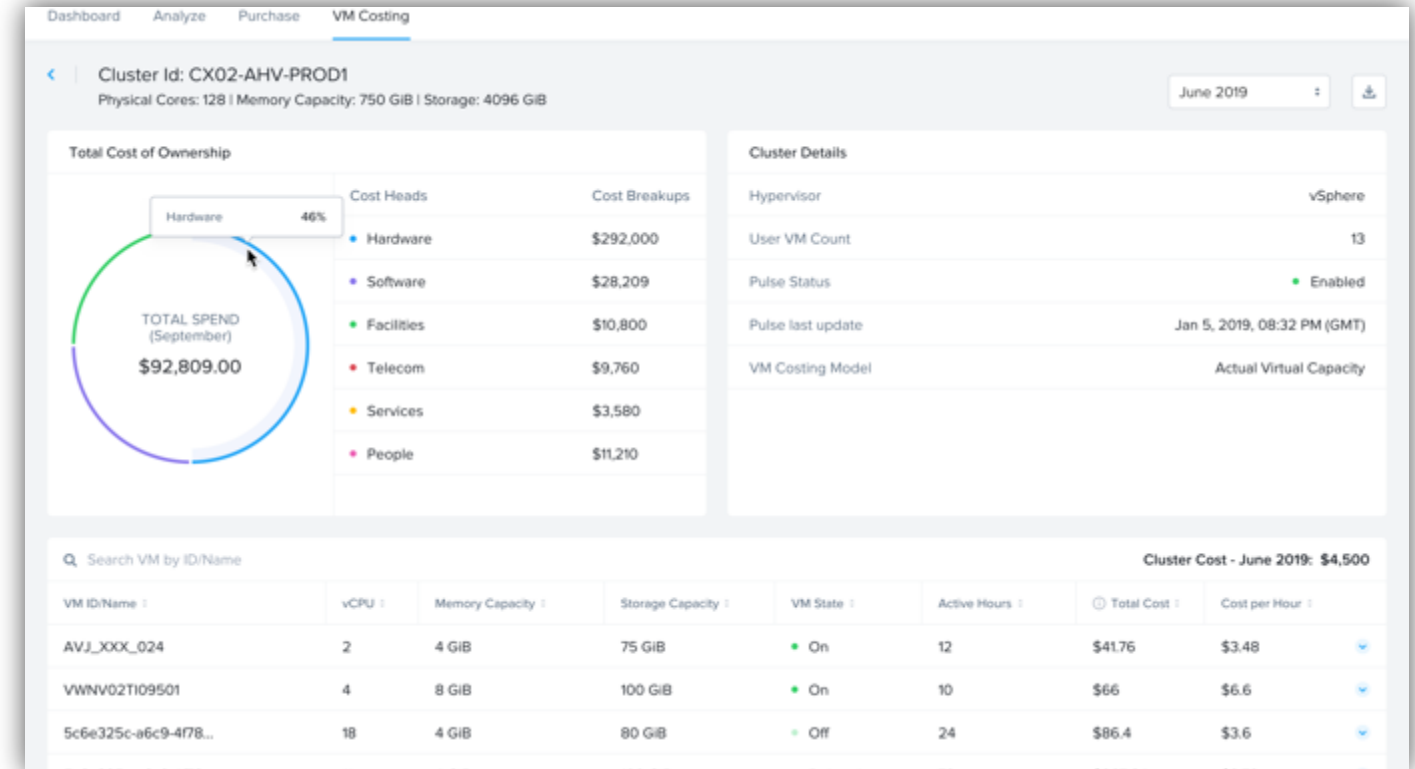 Dashboard Analyze Purchase VM Costing
Cluster Id: CX02-AHV-PROD1
Physical Cores: 128 | Memory Capacity: 750 GiB | Storage: 4096 GiB
June 2019
Total Cost of Ownership
Hardware 46%
TOTAL SPEND
(September)
$92,809.00
Cost Heads Cost Breakups
Hardware $292,000
Software $28,209
Facilities $10,800
Telecom $9,760
Services $3,580
People $11,210
Cluster Details
Hypervisor vSphere
User VM Count 13
Pulse Status Enabled
Pulse last update Jan 5, 2019, 08:32 PM (GMT)
VM Costing Model Actual Virtual Capacity
Search VM by ID/Name
Cluster Cost - June 2019: $4,500
VM ID/Name vCPU Memory Capacity Storage Capacity VM State Active Hours Total Cost Cost per Hour
AVJ_XXX_024 2 4 GiB 75 GiB On 12 $41.76 $3.48
VWNV02TI09501 4 8 GiB 100 GiB On 10 $66 $6.6
5c6e325c-a6c9-4f78... 18 4 GiB 80 GiB Off 24 $86.4 $3.6